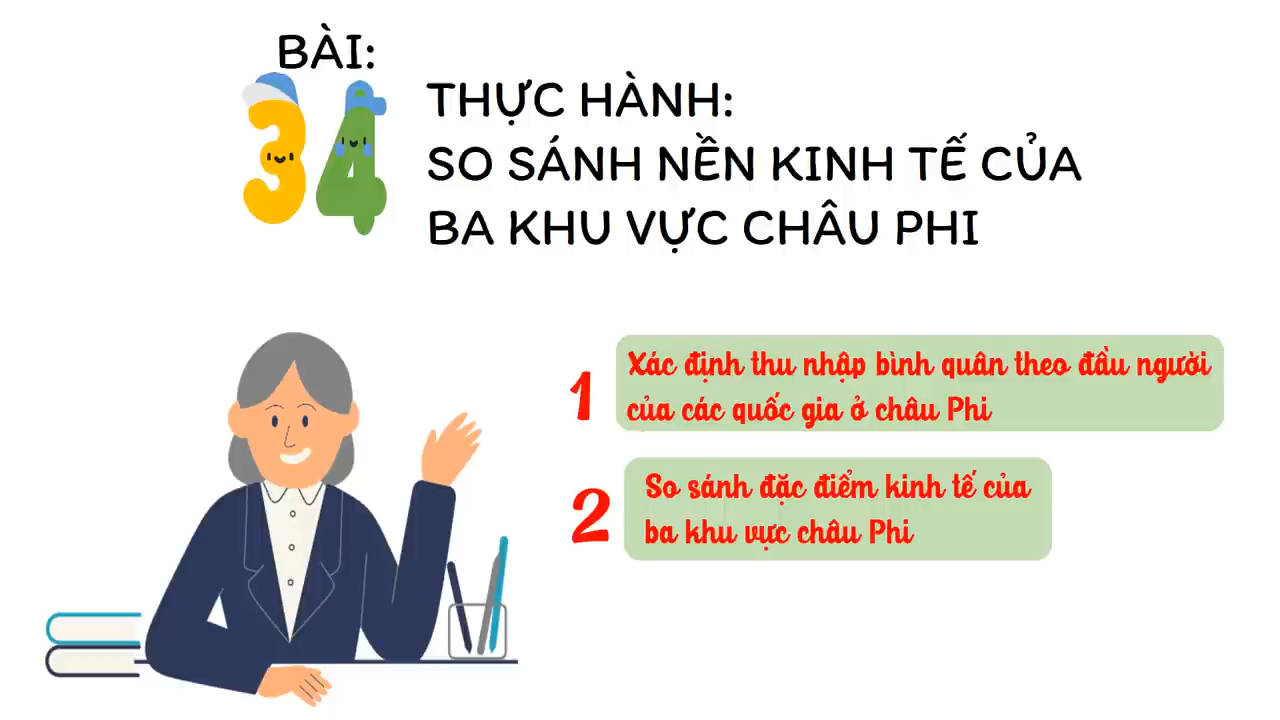 BÀI:
34
THỰC HÀNH:
SO SÁNH NỀN KINH TẾ CỦA
BA KHU VỰC CHÂU PHI
1
Xác định thu nhập bình quân theo đầu người
của các quốc gia ở châu Phi
2
So sánh đặc điểm kinh tế của
ba khu vực châu Phi